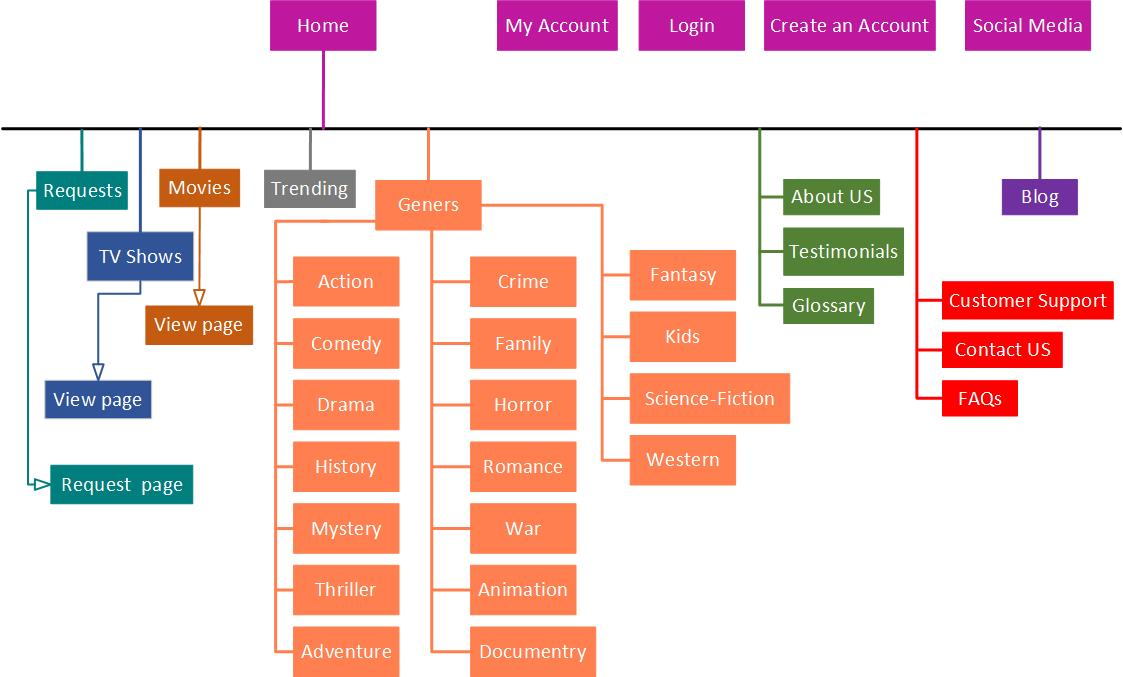 Home
My Account
Login
Create an Account
Social Media
Requests
Movies
Trending
Geners
About US
Blog
TV Shows
Testimonials
View page
Glossary
Customer Support
Contact US
FAQs
View page
Request  page
Action
Comedy
Drama
History
Mystery
Thriller
Adventure
Crime
Family
Horror
Romance
War
Animation
Documentry
Fantasy
Kids
Science-Fiction
Western